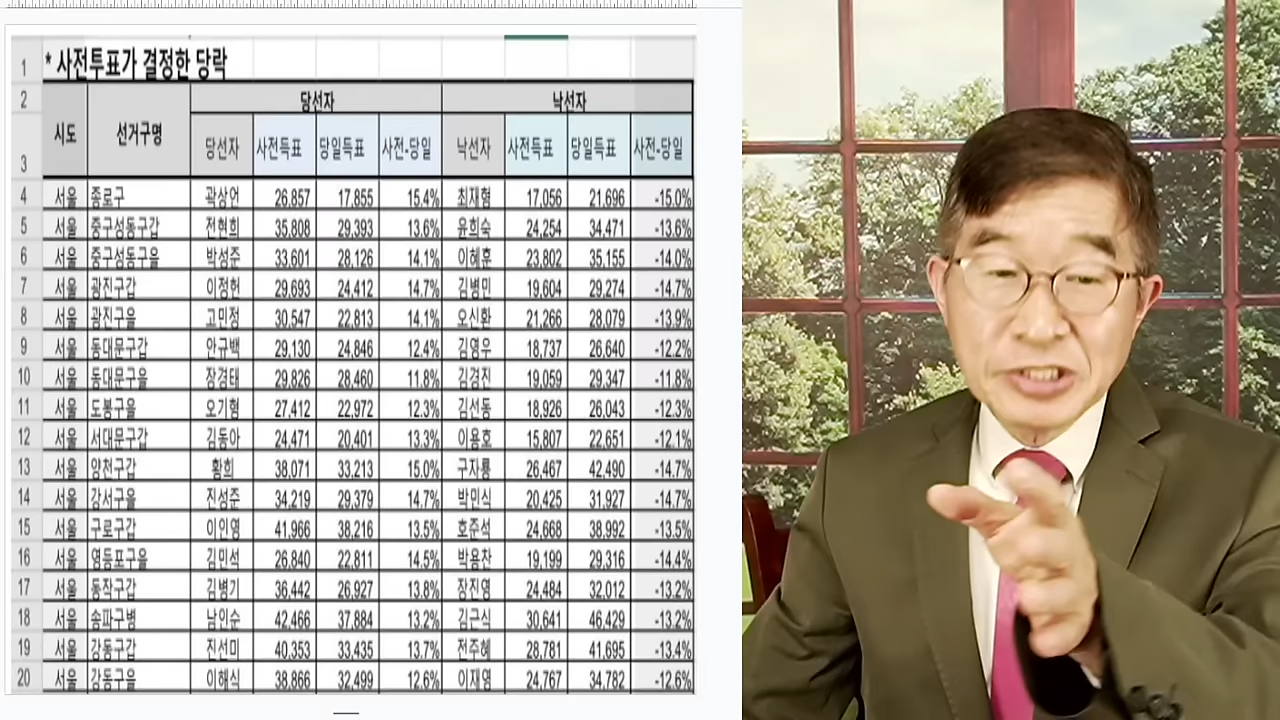 1 * 사전투표가 결정한 당락
2 시도 선거구명 당선자 낙선자
3 당선자 사전득표 당일득표 사전-당일 낙선자 사전득표 당일득표 사전-당일
4 서울 종로구 곽상언 26,857 17,855 15.4% 최재형 17,056 21,696 -15.0%
5 서울 중구성동구갑 전현희 35,808 29,393 13.6% 윤희숙 24,254 34,471 -13.6%
6 서울 중구성동구을 박성준 33,601 28,126 14.1% 이혜훈 23,802 35,155 -14.0%
7 서울 광진구갑 이정헌 29,693 24,412 14.7% 김병민 19,604 29,274 -14.7%
8 서울 광진구을 고민정 30,547 22,813 14.1% 오신환 21,266 28,079 -13.9%
9 서울 동대문구갑 안규백 29,130 24,846 12.4% 김영우 18,737 26,640 -12.2%
10 서울 동대문구을 장경태 29,826 28,460 11.8% 김경진 19,059 29,347 -11.8%
11 서울 도봉구을 오기형 27,412 22,972 12.3% 김선동 18,926 26,043 -12.3%
12 서울 서대문구갑 김동아 24,471 20,401 13.3% 이용호 15,807 22,651 -12.1%
13 서울 양천구갑 황희 38,071 33,213 15.0% 구자룡 26,467 42,490 -14.7%
14 서울 강서구을 진성준 34,219 29,379 14.7% 박민식 20,425 31,927 -14.7%
15 서울 구로구갑 이인영 41,966 38,216 13.5% 호준석 24,668 38,992 -13.5%
16 서울 영등포구을 김민석 26,840 22,811 14.5% 박용찬 19,199 29,316 -14.4%
17 서울 동작구갑 김병기 36,442 26,927 13.8% 장진영 24,484 32,012 -13.2%
18 서울 송파구병 남인순 42,466 37,884 13.2% 김근식 30,641 46,429 -13.2%
19 서울 강동구갑 진선미 40,353 33,435 13.7% 전주혜 28,781 41,695 -13.4%
20 서울 강동구을 이해식 38,866 32,499 12.6% 이재영 24,767 34,782 -12.6%